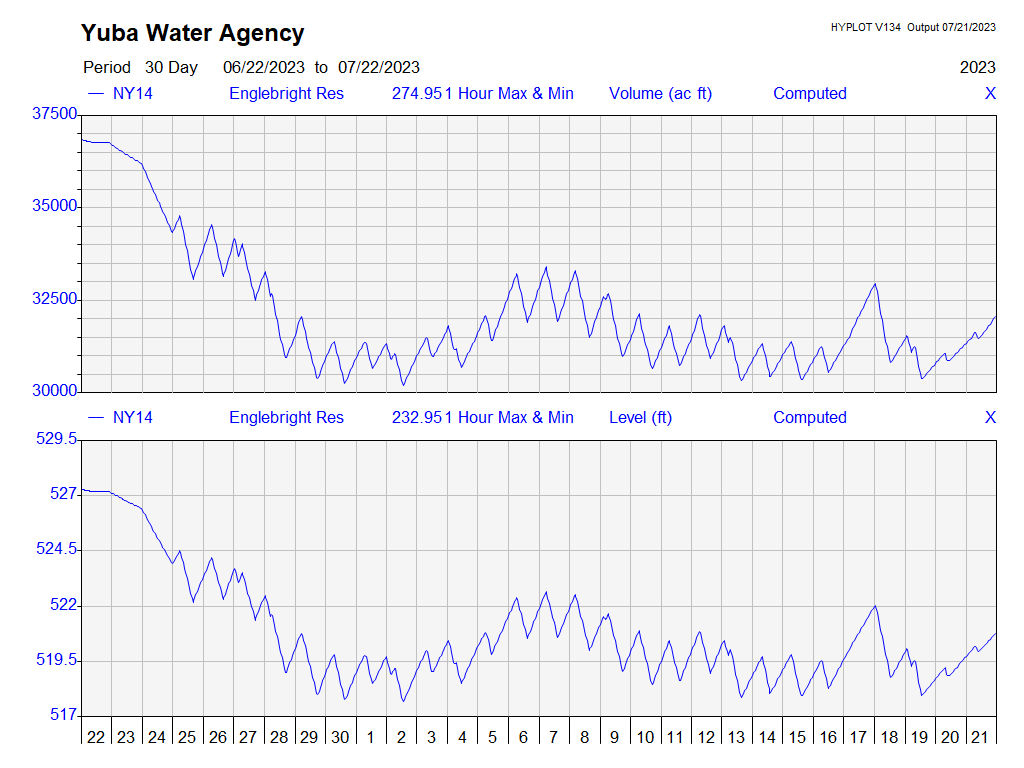 Yuba Water Agency
HYPLOT V134 Output 07/21/2023
Period 30 Day 06/22/2023 to 07/22/2023 2023
NY14 Englebright Res 274.951 Hour Max & Min Volume (ac ft) Computed X
37500
35000
32500
30000
NY14 Englebright Res 232.951 Hour Max & Min Level (ft) Computed X
529.5
527
524.5
522
519.5
517
22 23 24 25 26 27 28 29 30 1 2 3 4 5 6 7 8 9 10 11 12 13 14 15 16 17 18 19 20 21